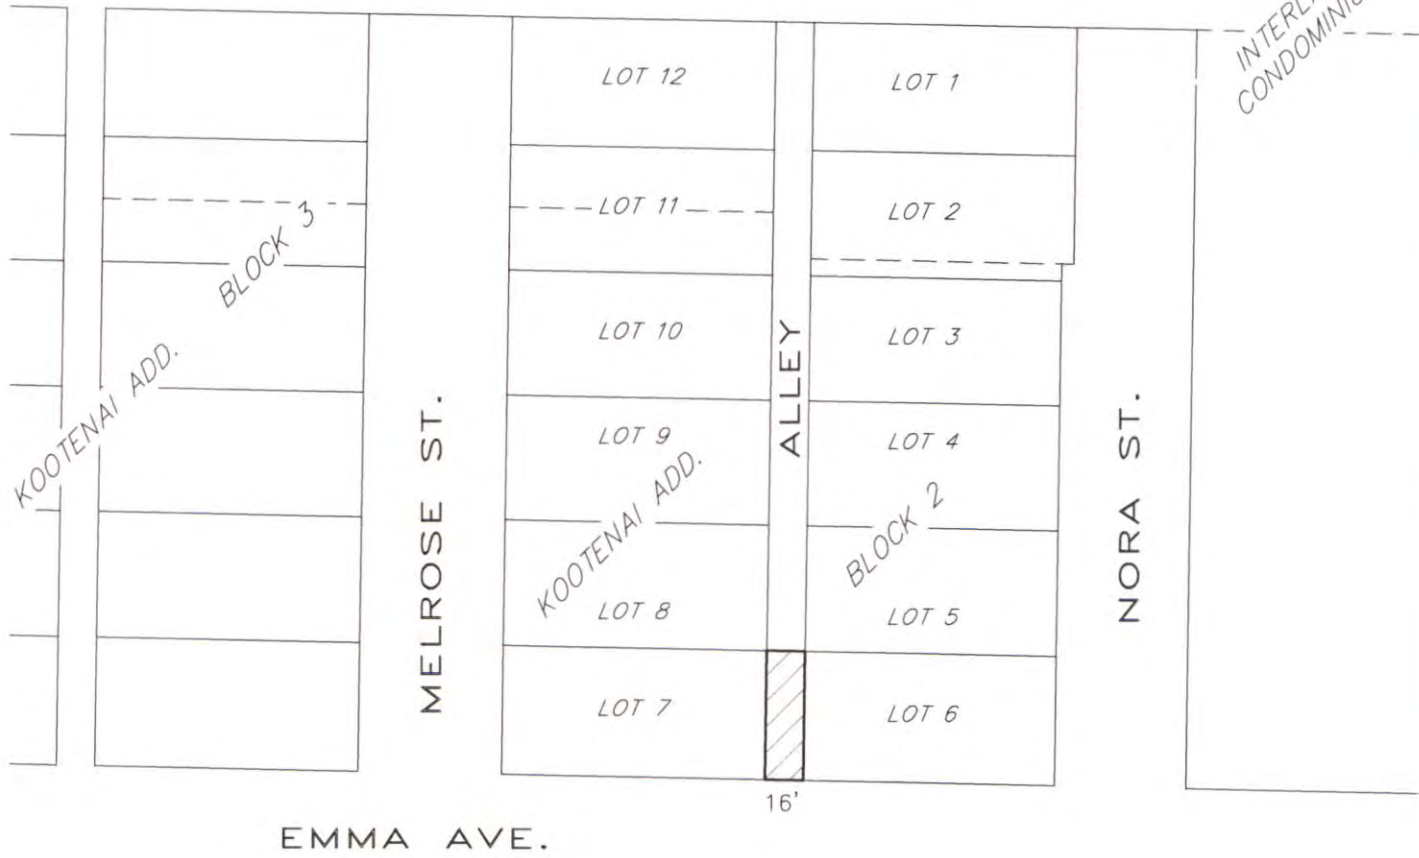 INTERL
CONDOMINIU
LOT 12
LOT 1
LOT 11
LOT 2
BLOCK 3
LOT 10
LOT 3
KOOTENAI ADD.
MELROSE ST.
ALLEY
NORA ST.
LOT 9
LOT 4
KOOTENAI ADD.
BLOCK 2
LOT 8
LOT 5
LOT 7
LOT 6
16'
EMMA AVE.